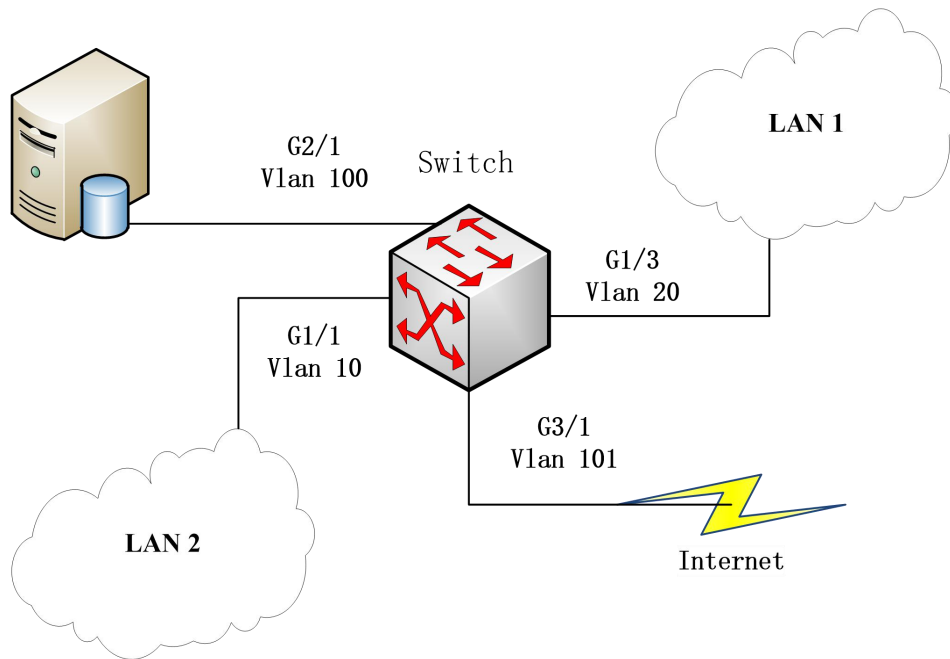 LAN 1
G2/1
Vlan 100
Switch
G1/3
Vlan 20
G1/1
Vlan 10
G3/1
Vlan 101
LAN 2
Internet